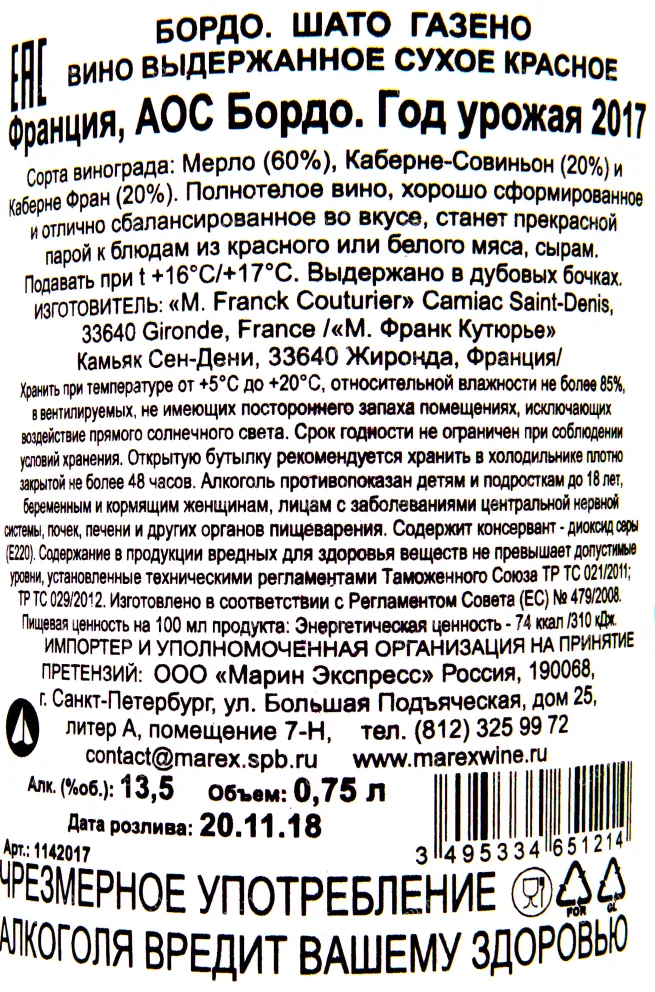 БОРДО. ШАТО ГАЗЕНО
EAC
ВИНО ВЫДЕРЖАННОЕ СУХОЕ КРАСНОЕ
Франция, АОС Бордо. Год урожая 2017
Сорта винограда: Мерло (60%), Каберне-Совиньон (20%) и
Каберне Фран (20%). Полнотелое вино, хорошо сформированное
и отлично сбалансированное во вкусе, станет прекрасной
парой к блюдам из красного или белого мяса, сырам.
Подавать при t +16°C/+17°C. Выдержано в дубовых бочках.
ИЗГОТОВИТЕЛЬ: «M. Franck Couturier» Camiac Saint-Denis,
33640 Gironde, France /«М. Франк Кутюрье»
Камьяк Сен-Дени, 33640 Жиронда, Франция/
Хранить при температуре от +5°C до +20°C, относительной влажности не более 85%,
в вентилируемых, не имеющих постороннего запаха помещениях, исключающих
воздействие прямого солнечного света. Срок годности не ограничен при соблюдении
условий хранения. Открытую бутылку рекомендуется хранить в холодильнике плотно
закрытой не более 48 часов. Алкоголь противопоказан детям и подросткам до 18 лет,
беременным и кормящим женщинам, лицам с заболеваниями центральной нервной
системы, почек, печени и других органов пищеварения. Содержит консервант - диоксид серы
(Е220). Содержание в продукции вредных для здоровья веществ не превышает допустимые
уровни, установленные техническими регламентами Таможенного Союза ТР ТС 021/2011;
ТР ТС 029/2012. Изготовлено в соответствии с Регламентом Совета (ЕС) № 479/2008.
Пищевая ценность на 100 мл продукта: Энергетическая ценность - 74 ккал /310 кДж.
ИМПОРТЕР И УПОЛНОМОЧЕННАЯ ОРГАНИЗАЦИЯ НА ПРИНЯТИЕ
ПРЕТЕНЗИЙ: ООО «Марин Экспресс» Россия, 190068,
г. Санкт-Петербург, ул. Большая Подъяческая, дом 25,
литер А, помещение 7-Н, тел. (812) 325 99 72
contact@marex.spb.ru www.marexwine.ru
Алк. (%об.): 13,5 Объем: 0,75 л
Дата розлива: 20.11.18
Арт.: 1142017
3 495334 651214
ЧРЕЗМЕРНОЕ УПОТРЕБЛЕНИЕ
FOR GL
АЛКОГОЛЯ ВРЕДИТ ВАШЕМУ ЗДОРОВЬЮ